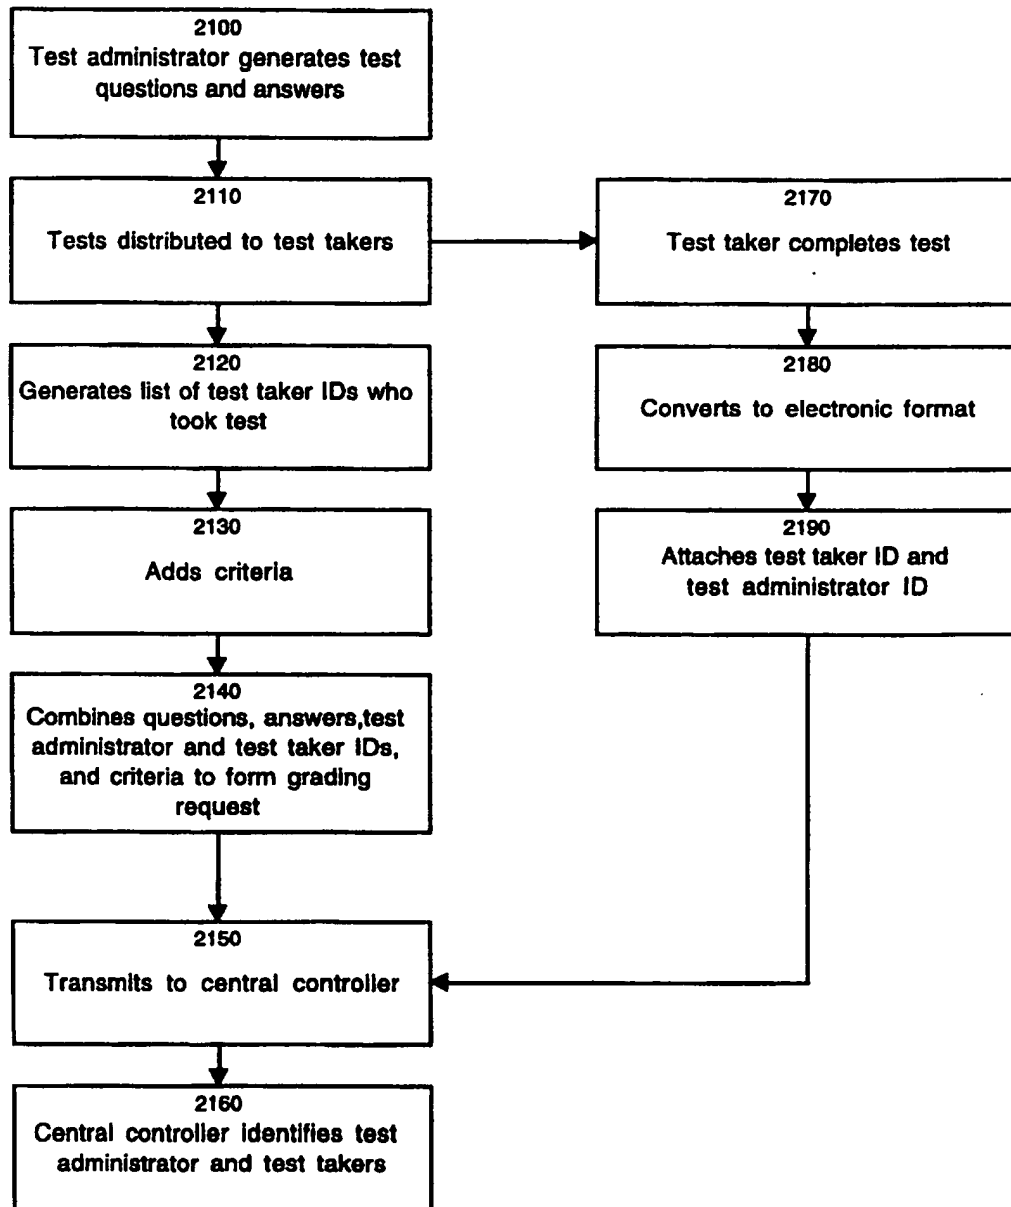 2100
Test administrator generates test
questions and answers
2110
Tests distributed to test takers
2120
Generates list of test taker IDs who
took test
2130
Adds criteria
2140
Combines questions, answers,test
administrator and test taker IDs,
and criteria to form grading
request
2150
Transmits to central controller
2160
Central controller identifies test
administrator and test takers
2170
Test taker completes test
2180
Converts to electronic format
2190
Attaches test taker ID and
test administrator ID